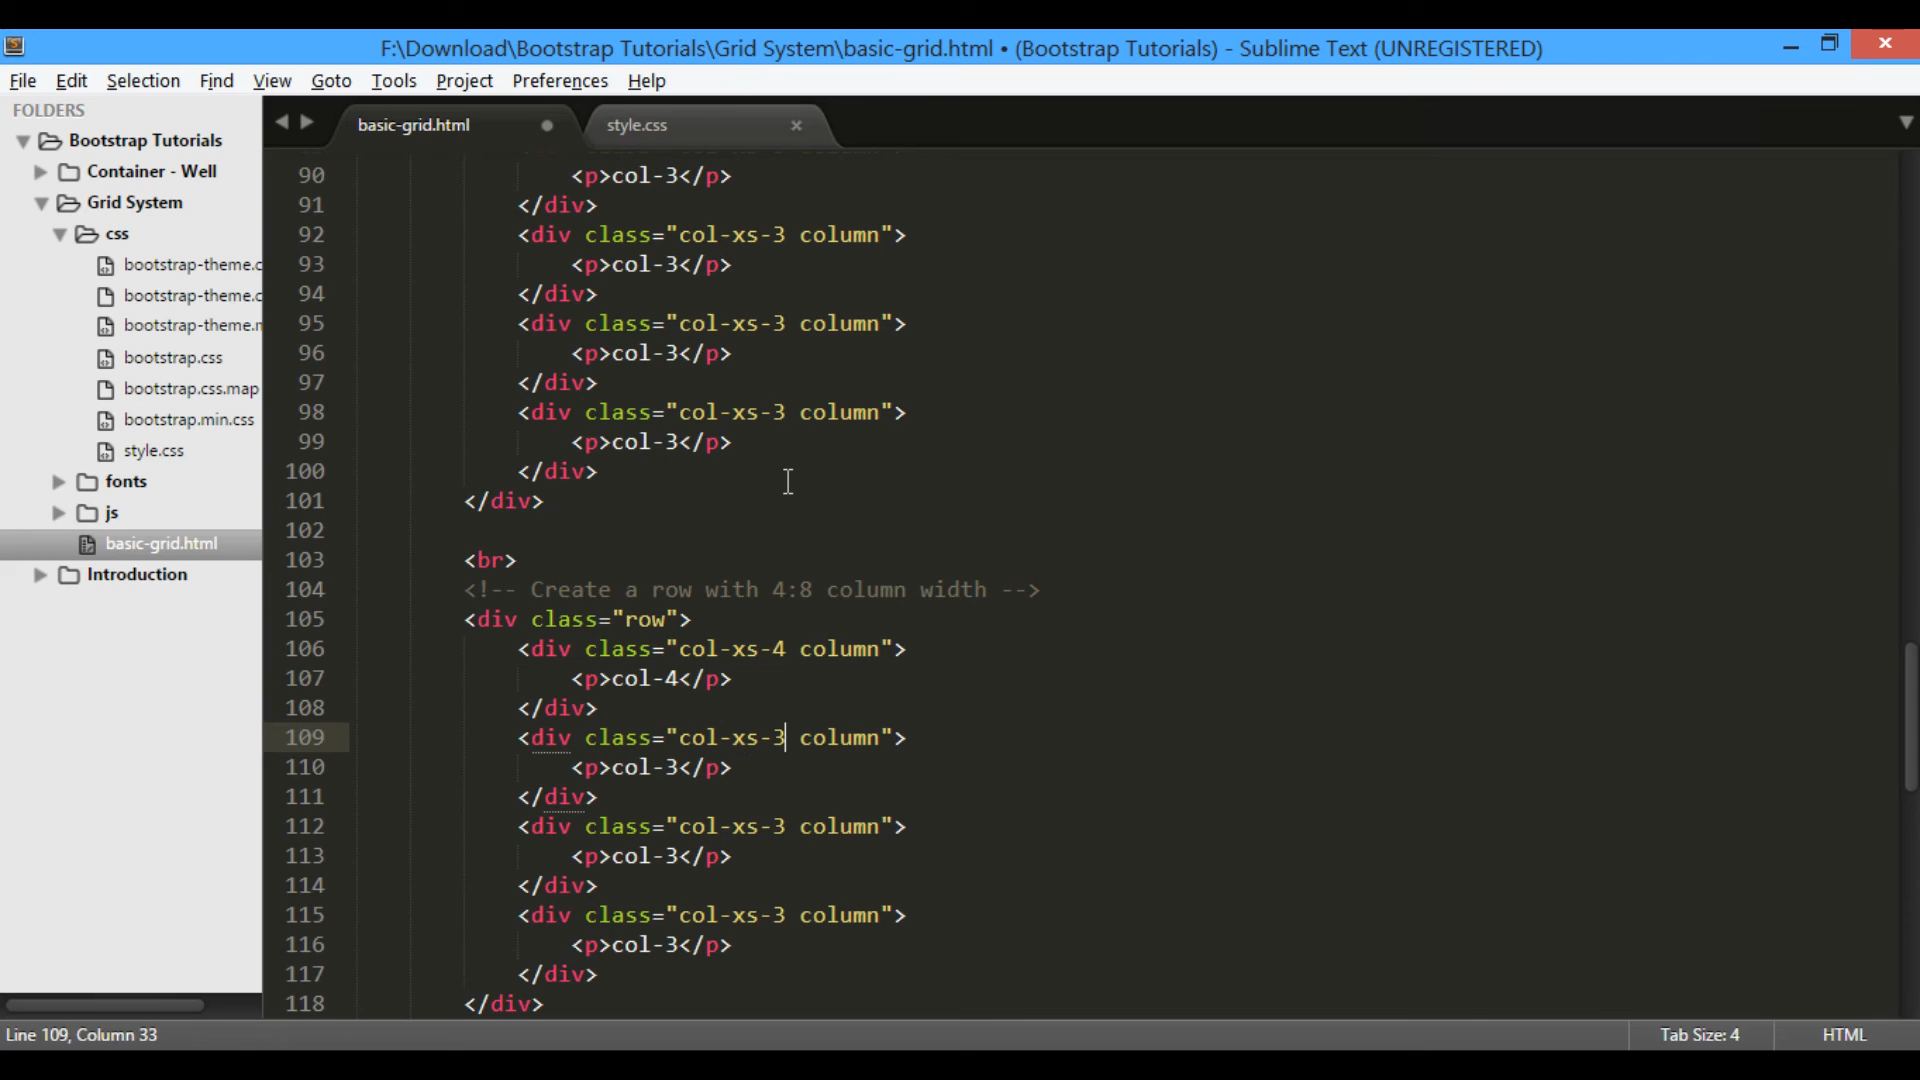 F:\Download\Bootstrap Tutorials\Grid System\basic-grid.html • (Bootstrap Tutorials) - Sublime Text (UNREGISTERED)
File Edit Selection Find View Goto Tools Project Preferences Help
FOLDERS
Bootstrap Tutorials
Container - Well
Grid System
css
bootstrap-theme.c
bootstrap-theme.c
bootstrap-theme.m
bootstrap.css
bootstrap.css.map
bootstrap.min.css
style.css
fonts
js
basic-grid.html
Introduction
basic-grid.html style.css
90 <p>col-3</p>
91 </div>
92 <div class="col-xs-3 column">
93 <p>col-3</p>
94 </div>
95 <div class="col-xs-3 column">
96 <p>col-3</p>
97 </div>
98 <div class="col-xs-3 column">
99 <p>col-3</p>
100 </div>
101 </div>
102
103 <br>
104 <!-- Create a row with 4:8 column width -->
105 <div class="row">
106 <div class="col-xs-4 column">
107 <p>col-4</p>
108 </div>
109 <div class="col-xs-3 column">
110 <p>col-3</p>
111 </div>
112 <div class="col-xs-3 column">
113 <p>col-3</p>
114 </div>
115 <div class="col-xs-3 column">
116 <p>col-3</p>
117 </div>
118 </div>
Line 109, Column 33 Tab Size: 4 HTML